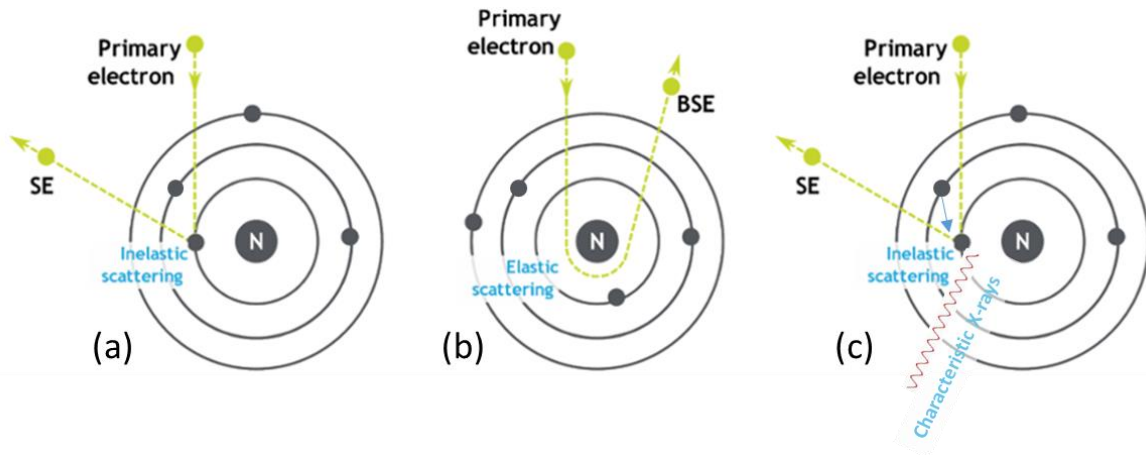 Primary
electron
SE
N
Inelastic
scattering
(a)
Primary
electron
BSE
N
Elastic
scattering
(b)
Primary
electron
SE
N
Inelastic
scattering
Characteristic X-rays
(c)